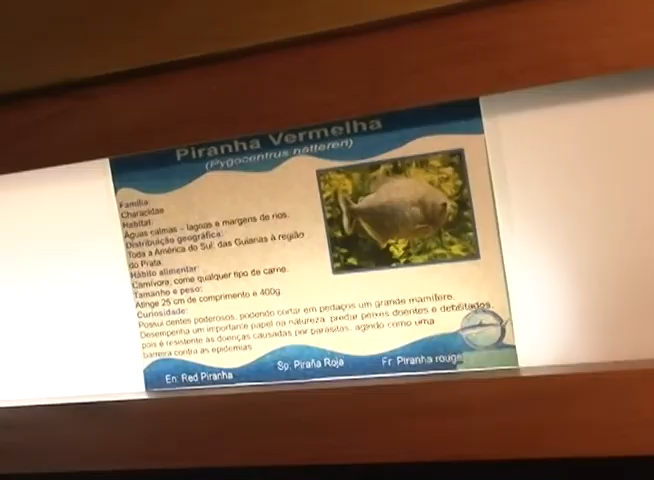 Piranha Vermelha
(Pygocentrus nattereri)
Família
Characidae
Habitat:
Águas calmas - lagoas e margens de rios.
Distribuição geográfica:
Toda a América do Sul: das Guianas à região
do Prata.
Hábito alimentar:
Carnívora, come qualquer tipo de carne.
Tamanho e peso:
Atinge 25 cm de comprimento e 400g.
Curiosidade:
Possui dentes poderosos, podendo cortar em pedaços um grande mamífero.
Desempenha um importante papel na natureza: predar peixes doentes e debilitados,
pois é resistente às doenças causadas por parasitas, agindo como uma
barreira contra as epidemias
En: Red Piranha
Sp: Piraña Roja
Fr: Piranha rouge